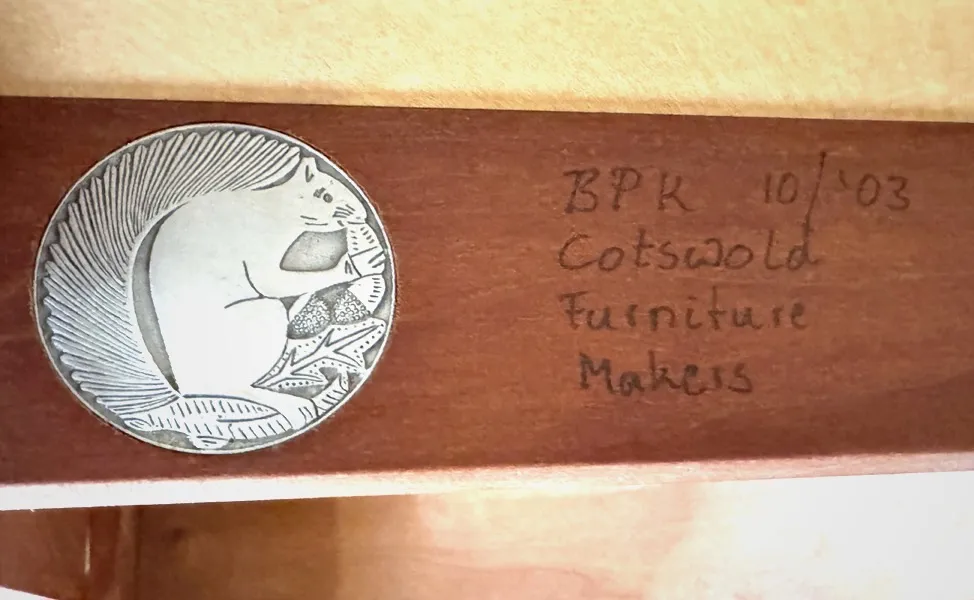 BPK 10/'03
Cotswold
Furniture
Makers